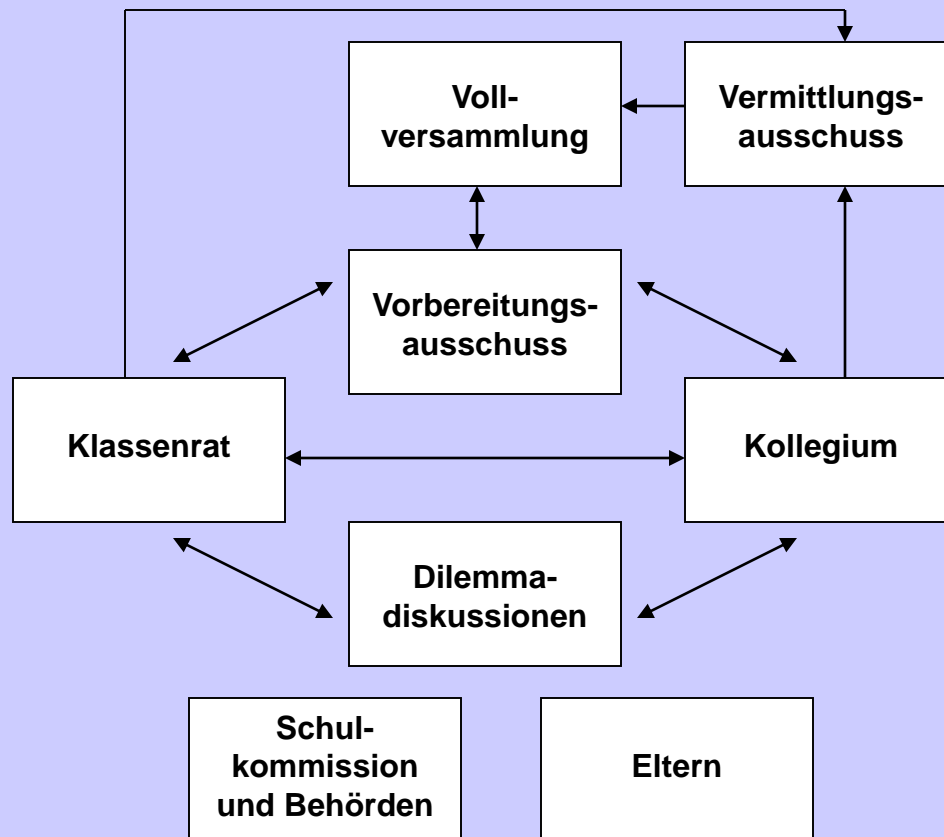 Voll-
versammlung
Vermittlungs-
ausschuss
Vorbereitungs-
ausschuss
Klassenrat
Kollegium
Dilemma-
diskussionen
Schul-
kommission
und Behörden
Eltern